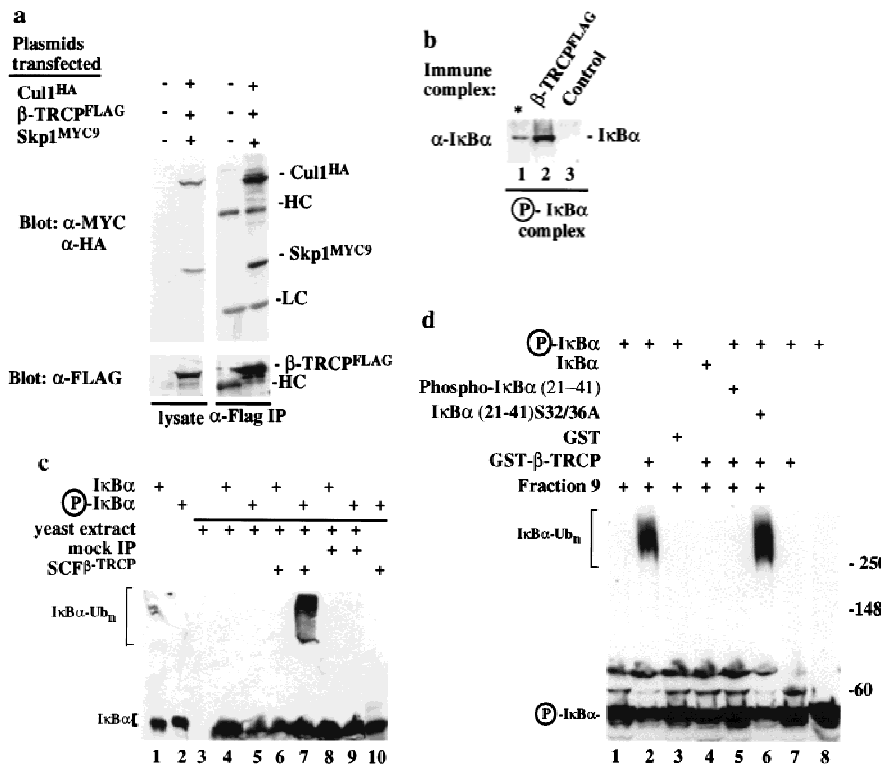 a
Plasmids
transfected
Cul1HA - + - +
β-TRCPFLAG - + - +
Skp1MYC9 - + - +
- Cul1HA
-HC
Blot: α-MYC
α-HA
- Skp1MYC9
-LC
Blot: α-FLAG
- β-TRCPFLAG
-HC
lysate α-Flag IP
b
Immune
complex:
* β-TRCPFLAG Control
α-IκBα - IκBα
1 2 3
P- IκBα
complex
c
IκBα + + + +
P-IκBα + + + + +
yeast extract + + + + + + +
mock IP + +
SCFβ-TRCP + + +
IκBα-Ubn
IκBα[
1 2 3 4 5 6 7 8 9 10
d
P-IκBα + + + + + + +
IκBα +
Phospho-IκBα (21–41) +
IκBα (21-41)S32/36A +
GST +
GST-β-TRCP + + + + +
Fraction 9 + + + + + +
IκBα-Ubn
- 250
-148
-60
P-IκBα-
1 2 3 4 5 6 7 8